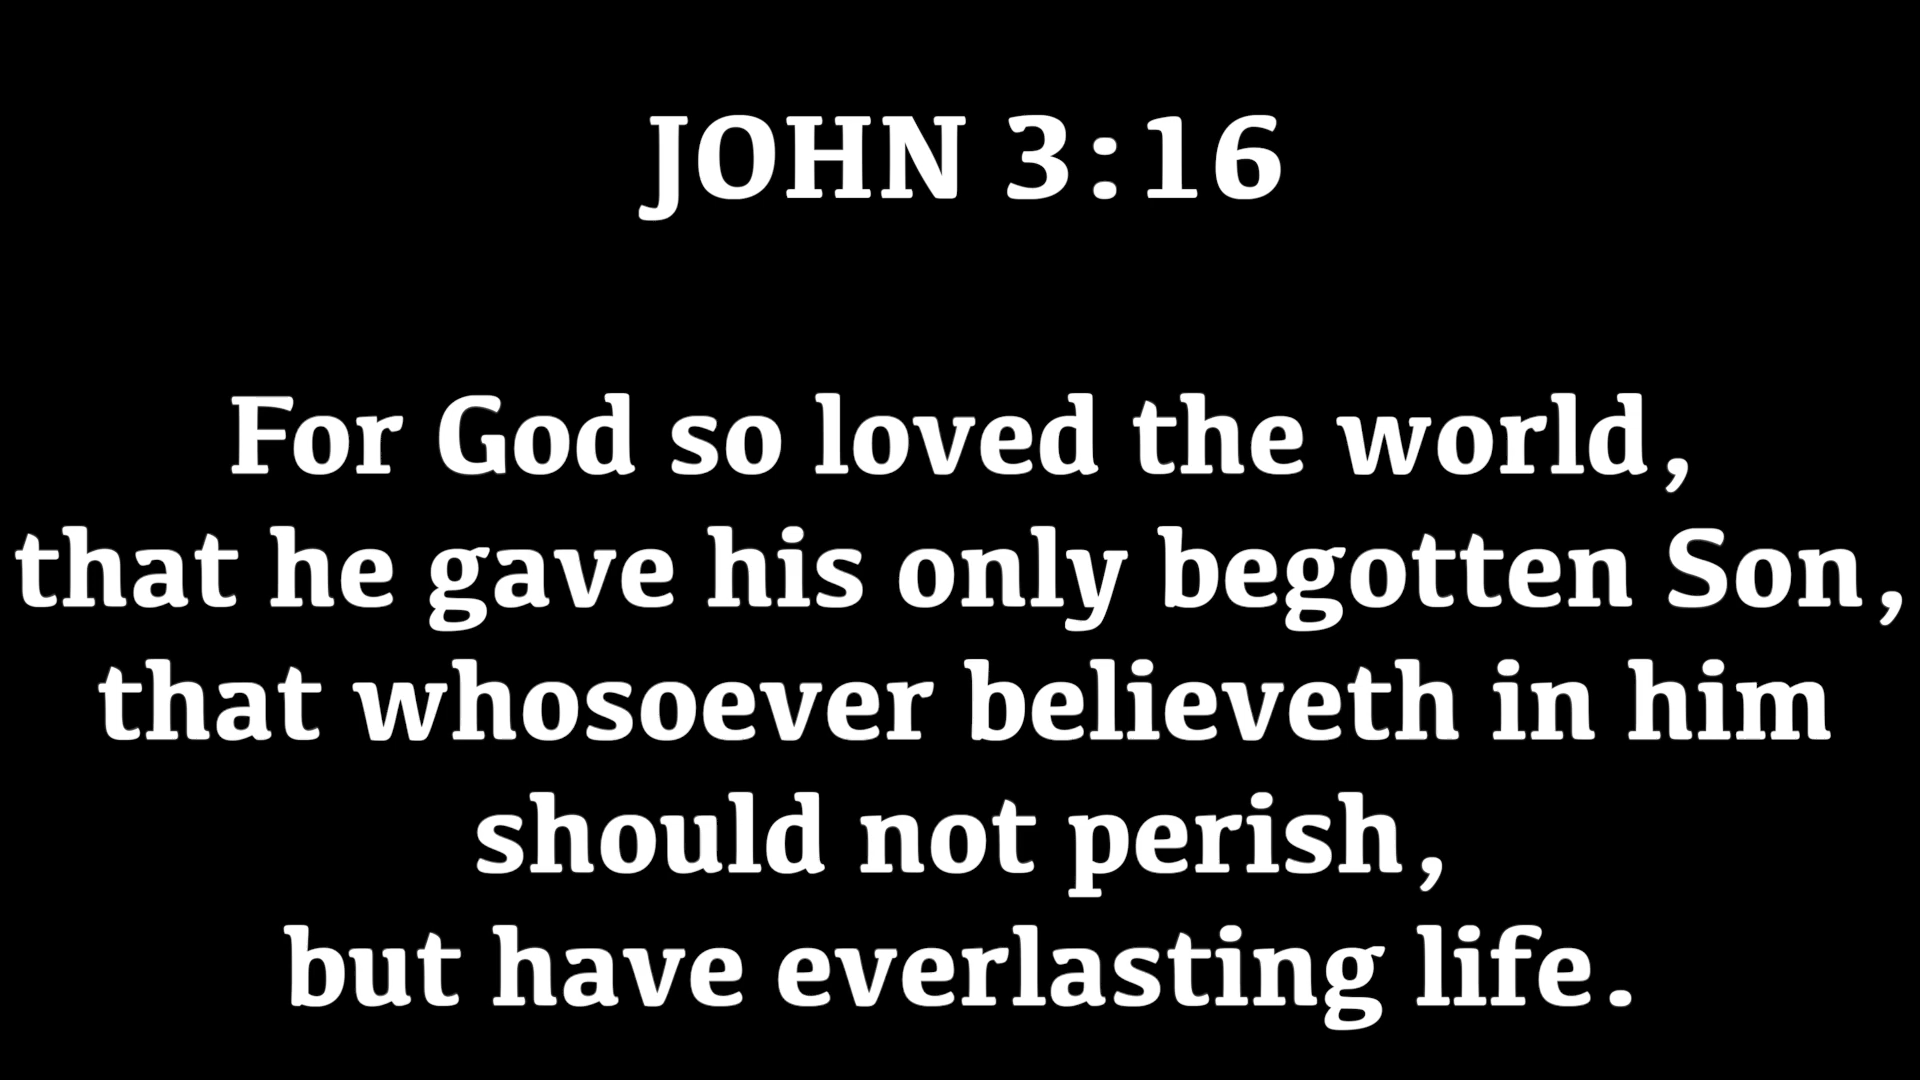 JOHN 3:16
For God so loved the world,
that he gave his only begotten Son,
that whosoever believeth in him
should not perish,
but have everlasting life.